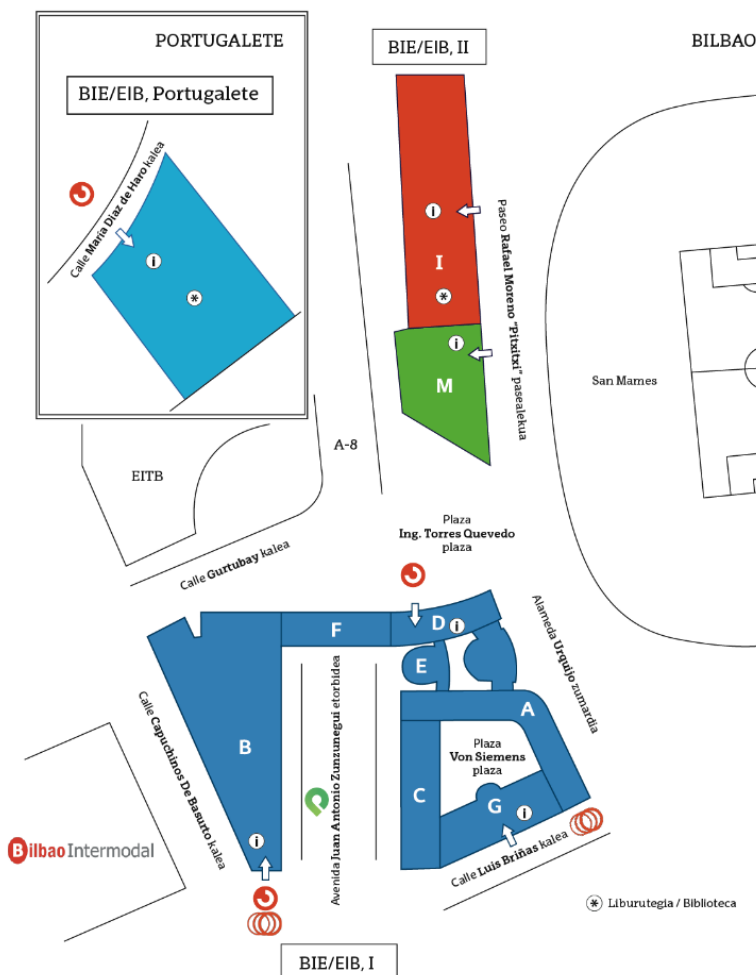 PORTUGALETE
BIE/EIB, Portugalete
Calle María Díaz de Haro kalea
i
*
BIE/EIB, II
BILBAO
i
I
*
i
M
Paseo Rafael Moreno "Pitxitxi" pasealekua
San Mames
A-8
EITB
Calle Gurtubay kalea
Plaza
Ing. Torres Quevedo
plaza
F
D
i
E
A
B
C
G
i
i
Alameda Urquijo zumardia
Plaza
Von Siemens
plaza
Calle Capuchinos De Basurto kalea
Avenida Juan Antonio Zunzunegui etorbidea
Calle Luis Briñas kalea
Bilbao Intermodal
* Liburutegia / Biblioteca
BIE/EIB, I